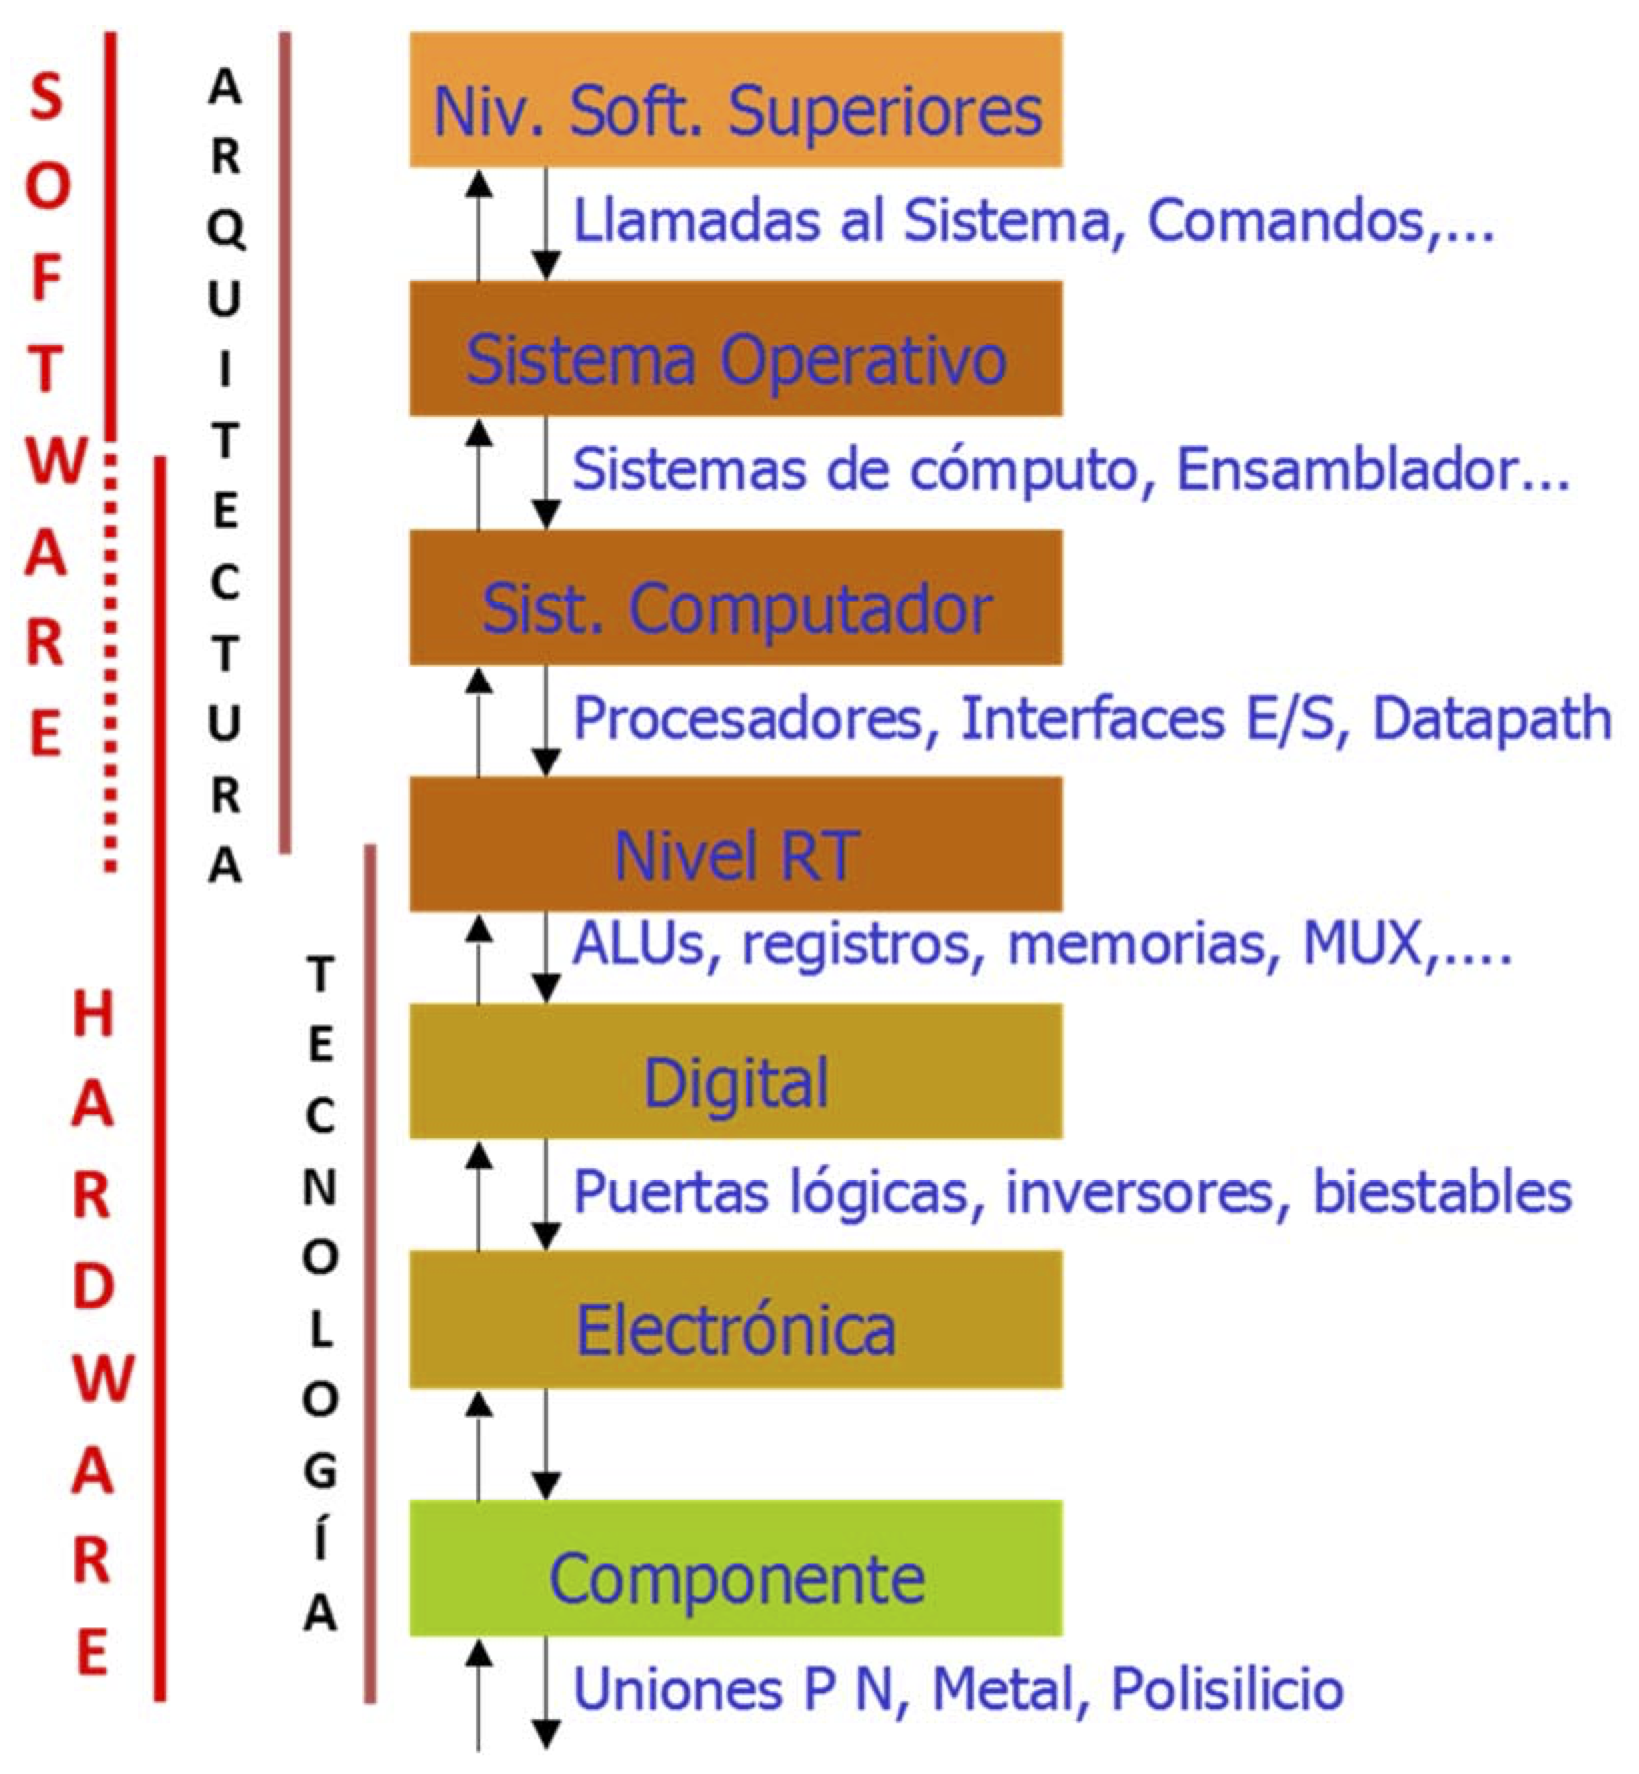 SOFTWARE
HARDWARE
ARQUITECTURA
TECNOLOGÍA
Niv. Soft. Superiores
Llamadas al Sistema, Comandos,...
Sistema Operativo
Sistemas de cómputo, Ensamblador...
Sist. Computador
Procesadores, Interfaces E/S, Datapath
Nivel RT
ALUs, registros, memorias, MUX,....
Digital
Puertas lógicas, inversores, biestables
Electrónica
Componente
Uniones P N, Metal, Polisilicio